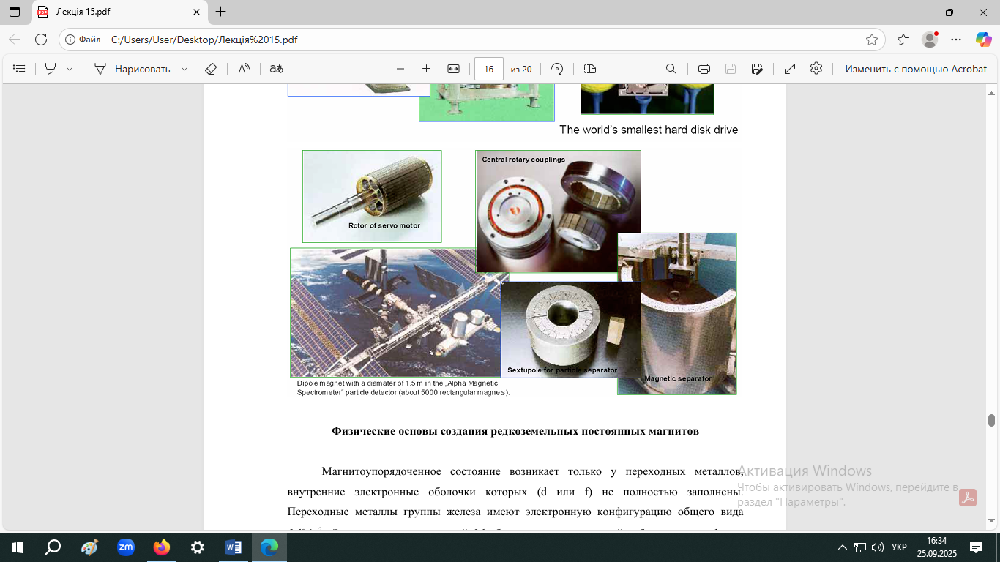 Лекція 15.pdf
Файл C:/Users/User/Desktop/Лекція%2015.pdf
Нарисовать
16 из 20
Изменить с помощью Acrobat
The world's smallest hard disk drive
Central rotary couplings
Rotor of servo motor
Sextupole for particle separator
Magnetic separator
Dipole magnet with a diamater of 1.5 m in the „Alpha Magnetic
Spectrometer” particle detector (about 5000 rectangular magnets).
Физические основы создания редкоземельных постоянных магнитов
Магнитоупорядоченное состояние возникает только у переходных металлов,
внутренние электронные оболочки которых (d или f) не полностью заполнены.
Переходные металлы группы железа имеют электронную конфигурацию общего вида
Активация Windows
Чтобы активировать Windows, перейдите в
раздел "Параметры".
zm
УКР
16:34
25.09.2025